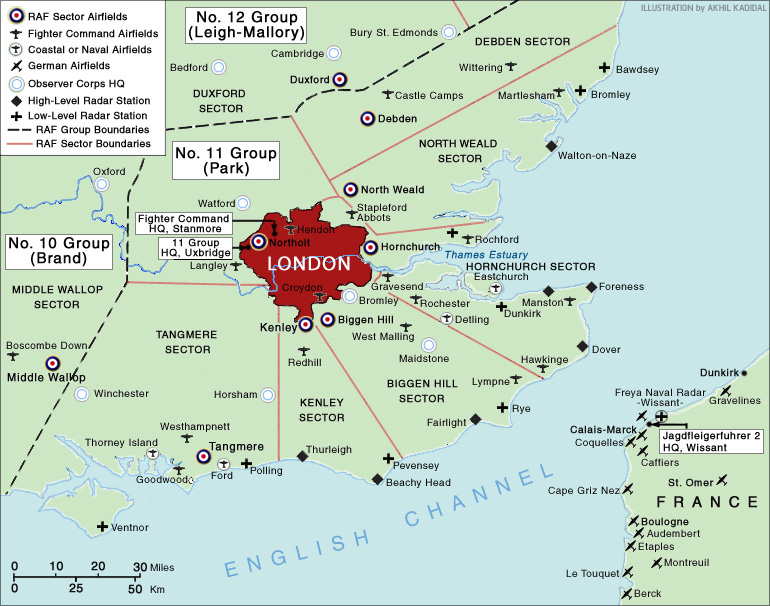 ILLUSTRATION by AKHIL KADIDAL
RAF Sector Airfields
Fighter Command Airfields
Coastal or Naval Airfields
German Airfields
Observer Corps HQ
High-Level Radar Station
Low-Level Radar Station
RAF Group Boundaries
RAF Sector Boundaries
No. 12 Group
(Leigh-Mallory)
Bury St. Edmonds
DEBDEN SECTOR
Cambridge
Bedford
Duxford
Wittering
Bawdsey
DUXFORD
SECTOR
Castle Camps
Martlesham
Bromley
Debden
NORTH WEALD
SECTOR
Walton-on-Naze
No. 11 Group
(Park)
Oxford
North Weald
Watford
Stapleford
Abbots
Fighter Command
HQ, Stanmore
Hendon
11 Group
HQ, Uxbridge
Northolt
Hornchurch
Rochford
No. 10 Group
(Brand)
Langley
LONDON
Thames Estuary
HORNCHURCH SECTOR
Eastchurch
MIDDLE WALLOP
SECTOR
Croydon
Gravesend
Foreness
Bromley
Rochester
Manston
Dunkirk
Detling
Kenley
Biggen Hill
West Malling
TANGMERE
SECTOR
Boscombe Down
Middle Wallop
Redhill
Maidstone
Dover
Hawkinge
Lympne
BIGGEN HILL
SECTOR
Winchester
Horsham
KENLEY
SECTOR
Rye
Fairlight
Dunkirk
Freya Naval Radar
-Wissant-
Gravelines
Calais-Marck
Jagdfleigerfuhrer 2
HQ, Wissant
Coquelles
Caffiers
Westhampnett
Thorney Island
Tangmere
Goodwood
Ford
Polling
Thurleigh
Pevensey
Beachy Head
ENGLISH CHANNEL
Cape Griz Nez
St. Omer
FRANCE
Ventnor
Boulogne
Audembert
Etaples
Montreuil
Le Touquet
Berck
0 10 20 30 Miles
0 25 50 Km